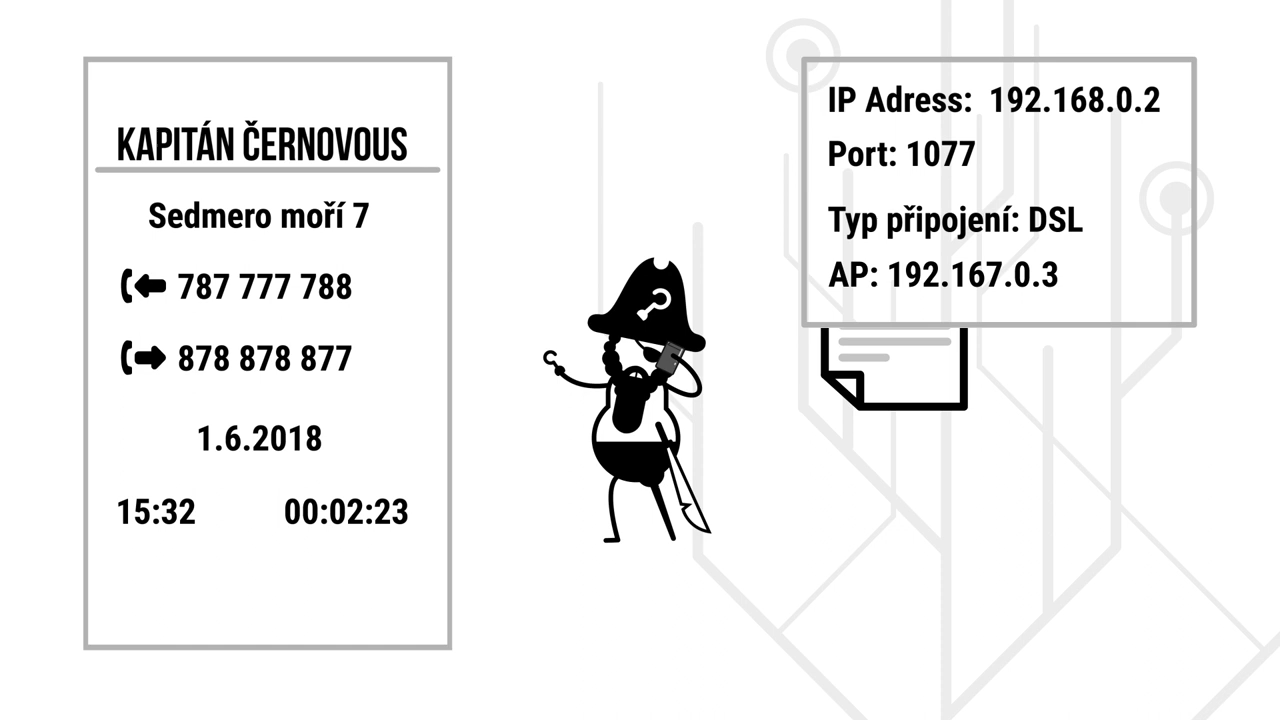 KAPITÁN ČERNOVOUS
Sedmero moří 7
787 777 788
878 878 877
1.6.2018
15:32 00:02:23
IP Adress: 192.168.0.2
Port: 1077
Typ připojení: DSL
AP: 192.167.0.3